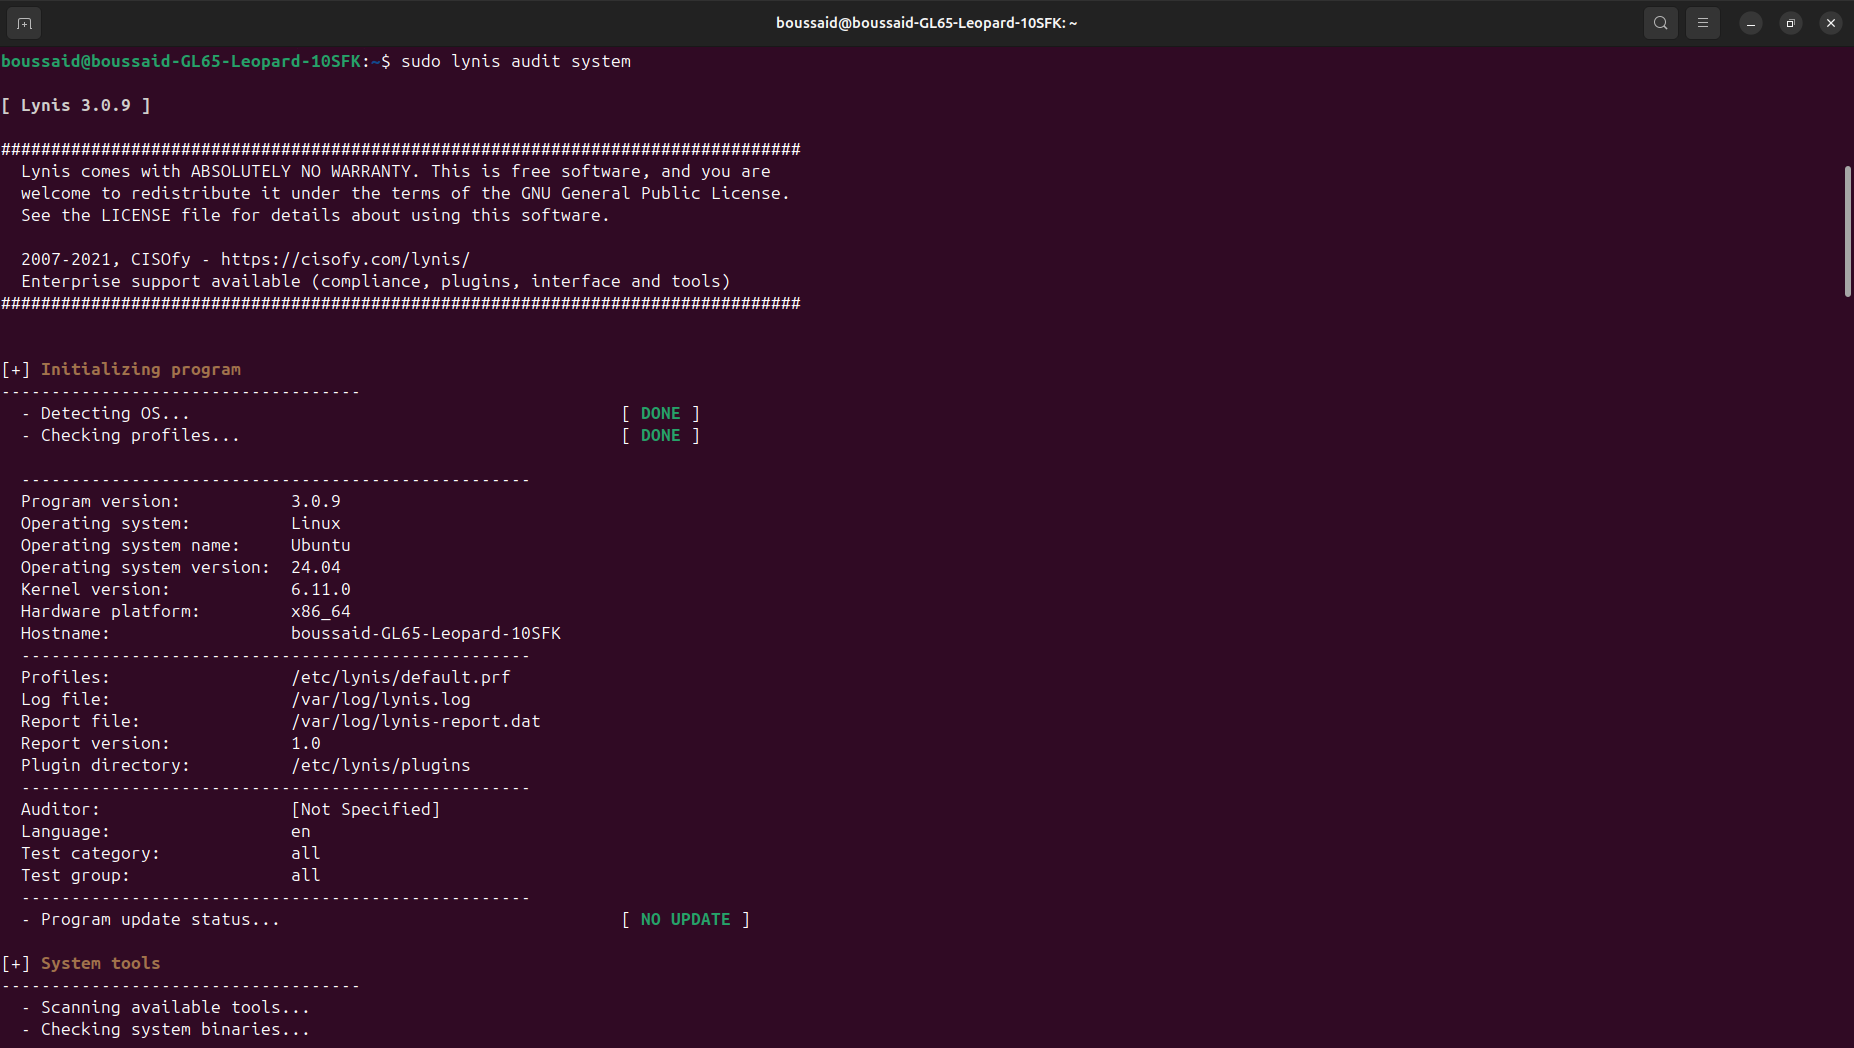 boussaid@boussaid-GL65-Leopard-10SFK: ~
boussaid@boussaid-GL65-Leopard-10SFK:~$ sudo lynis audit system
[ Lynis 3.0.9 ]
################################################################################
Lynis comes with ABSOLUTELY NO WARRANTY. This is free software, and you are
welcome to redistribute it under the terms of the GNU General Public License.
See the LICENSE file for details about using this software.
2007-2021, CISOfy - https://cisofy.com/lynis/
Enterprise support available (compliance, plugins, interface and tools)
################################################################################
[+] Initializing program
------------------------------------
- Detecting OS... [ DONE ]
- Checking profiles... [ DONE ]
---------------------------------------------------
Program version: 3.0.9
Operating system: Linux
Operating system name: Ubuntu
Operating system version: 24.04
Kernel version: 6.11.0
Hardware platform: x86_64
Hostname: boussaid-GL65-Leopard-10SFK
---------------------------------------------------
Profiles: /etc/lynis/default.prf
Log file: /var/log/lynis.log
Report file: /var/log/lynis-report.dat
Report version: 1.0
Plugin directory: /etc/lynis/plugins
---------------------------------------------------
Auditor: [Not Specified]
Language: en
Test category: all
Test group: all
---------------------------------------------------
- Program update status... [ NO UPDATE ]
[+] System tools
------------------------------------
- Scanning available tools...
- Checking system binaries...